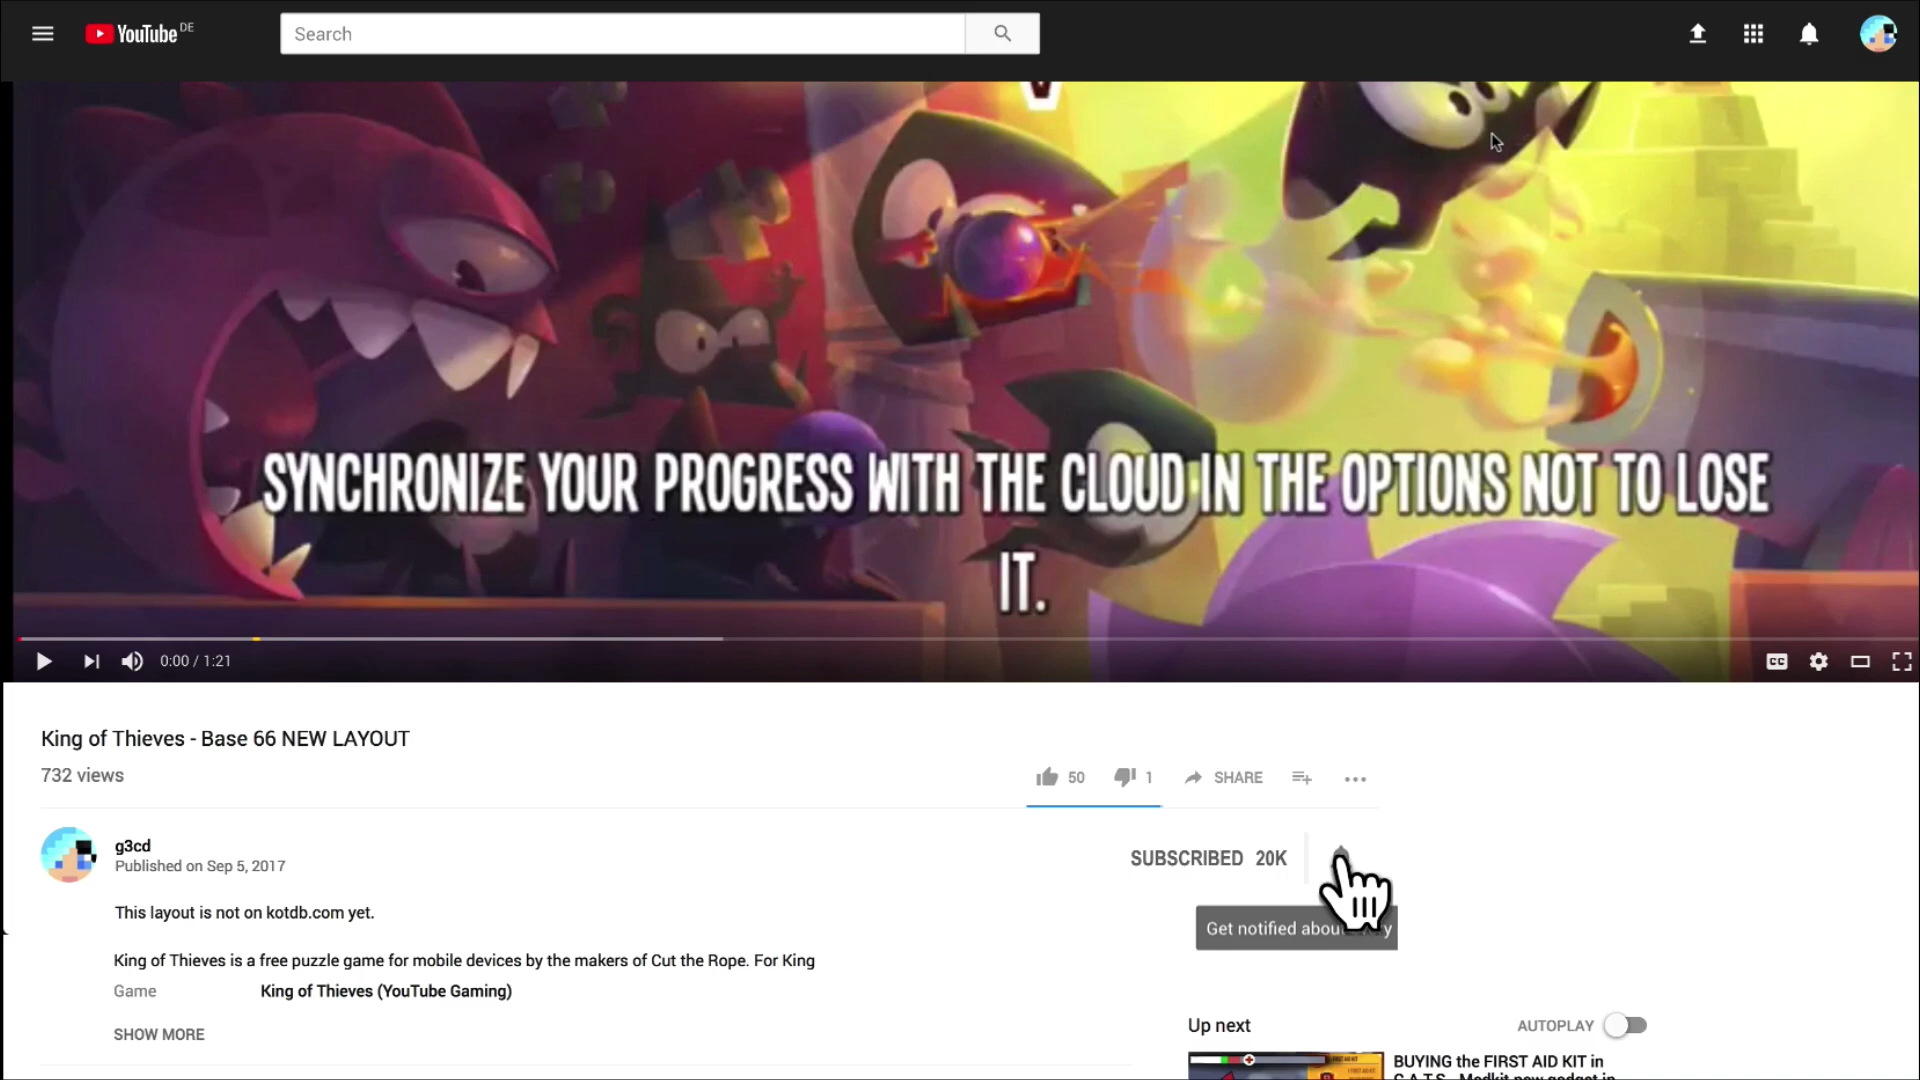 YouTube DE
Search
SYNCHRONIZE YOUR PROGRESS WITH THE CLOUD IN THE OPTIONS NOT TO LOSE
IT.
0:00 / 1:21
CC
King of Thieves - Base 66 NEW LAYOUT
732 views
50
1
SHARE
g3cd
Published on Sep 5, 2017
SUBSCRIBED 20K
This layout is not on kotdb.com yet.
Get notified abou
King of Thieves is a free puzzle game for mobile devices by the makers of Cut the Rope. For King
Game
King of Thieves (YouTube Gaming)
SHOW MORE
Up next
AUTOPLAY
BUYING the FIRST AID KIT in